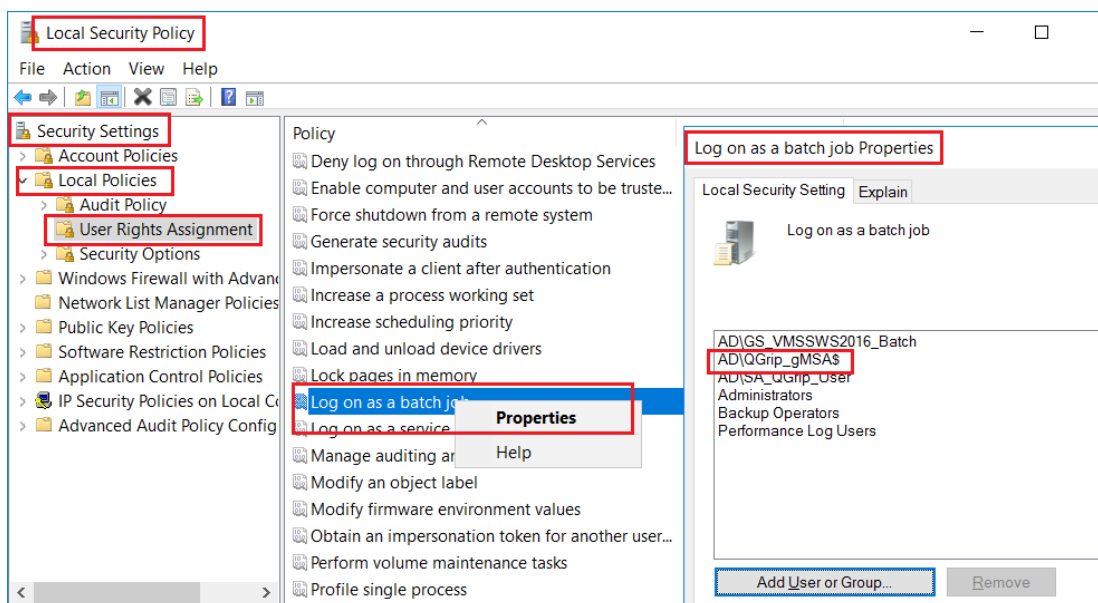 Local Security Policy
File Action View Help
Security Settings
Account Policies
Local Policies
Audit Policy
User Rights Assignment
Security Options
Windows Firewall with Advan
Network List Manager Policies
Public Key Policies
Software Restriction Policies
Application Control Policies
IP Security Policies on Local Co
Advanced Audit Policy Config
Policy
Deny log on through Remote Desktop Services
Enable computer and user accounts to be truste...
Force shutdown from a remote system
Generate security audits
Impersonate a client after authentication
Increase a process working set
Increase scheduling priority
Load and unload device drivers
Lock pages in memory
Log on as a batch job
Log on as a service
Manage auditing an
Modify an object label
Modify firmware environment values
Obtain an impersonation token for another user...
Perform volume maintenance tasks
Profile single process
Properties
Help
Log on as a batch job Properties
Local Security Setting Explain
Log on as a batch job
AD\GS_VMSSWS2016_Batch
AD\QGrip_gMSA$
AD\SA_QGrip_User
Administrators
Backup Operators
Performance Log Users
Add User or Group... Remove